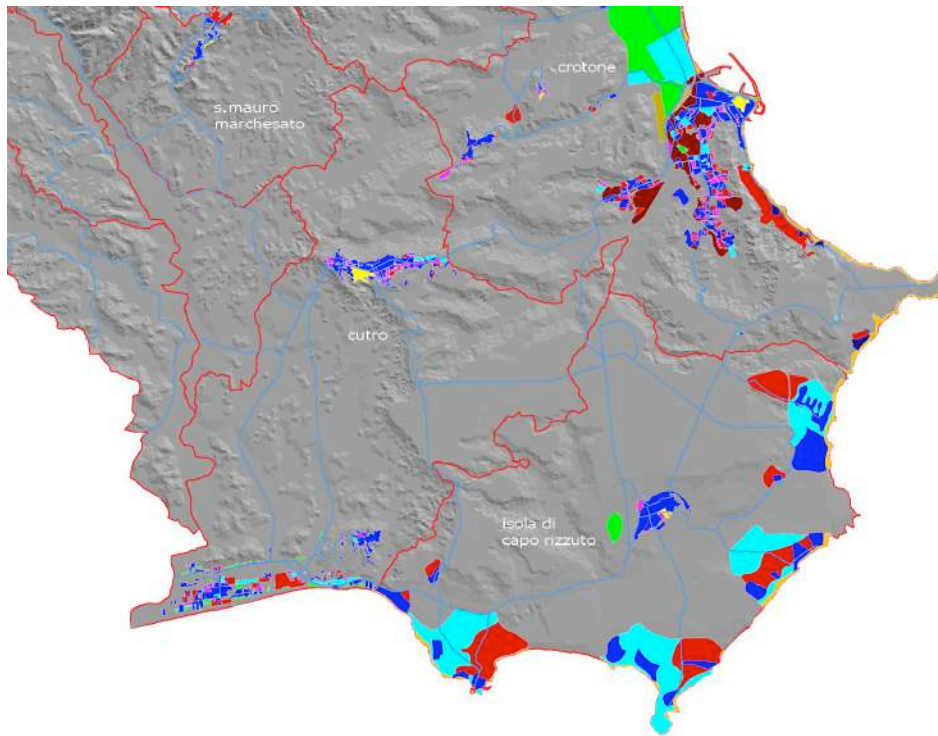 crotone
s.mauro
marchesato
cutro
Isola di
capo rizzuto